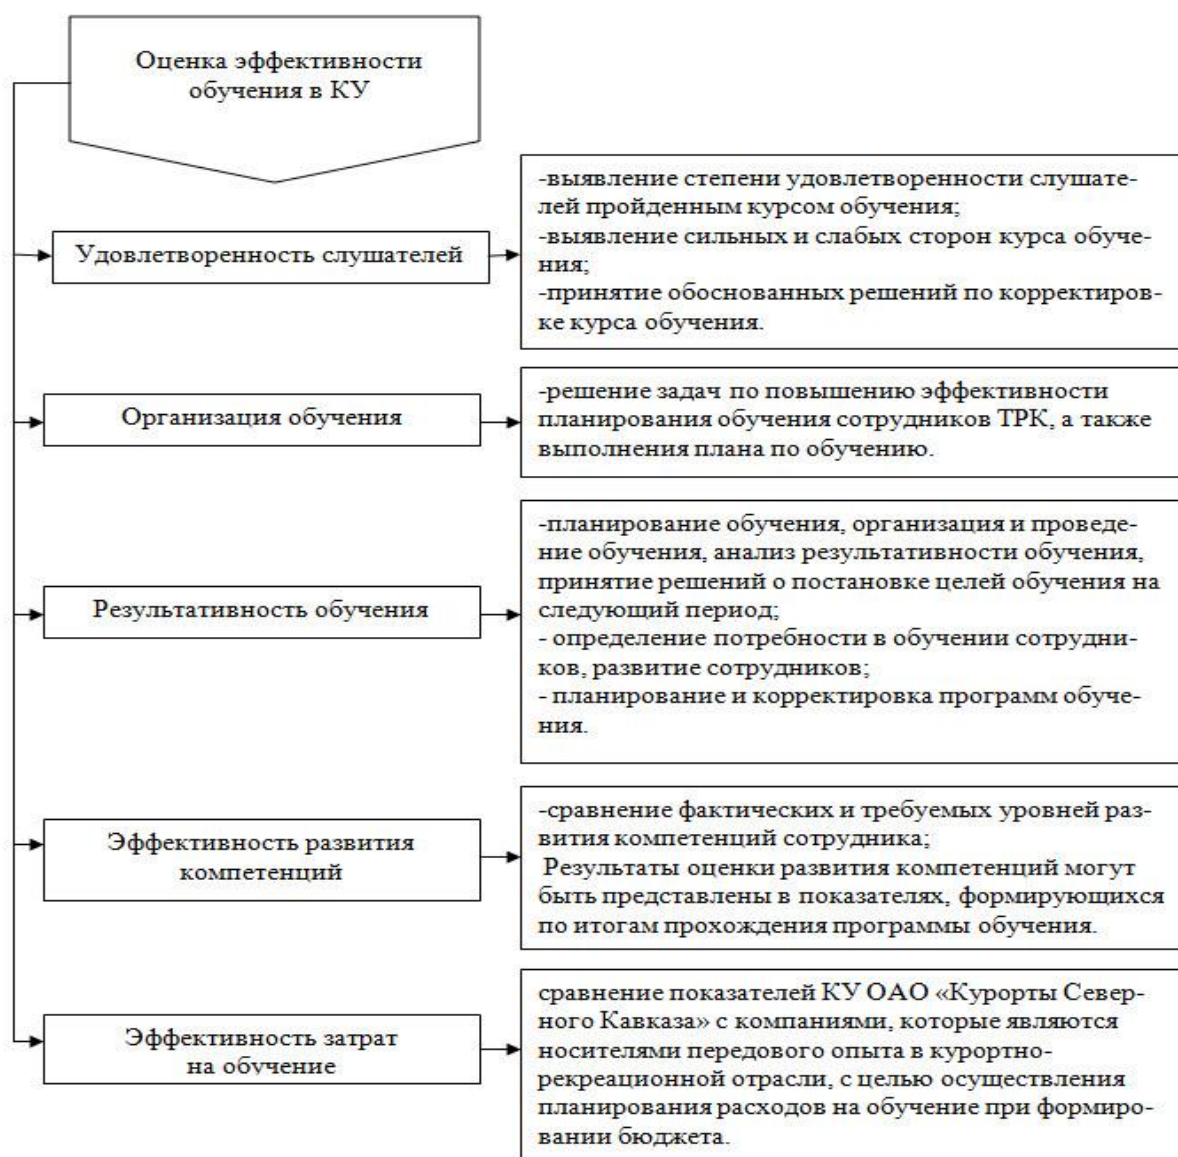 Оценка эффективности
обучения в КУ
Удовлетворенность слушателей
-выявление степени удовлетворенности слушате-
лей пройденным курсом обучения;
-выявление сильных и слабых сторон курса обуче-
ния;
-принятие обоснованных решений по корректиров-
ке курса обучения.
Организация обучения
-решение задач по повышению эффективности
планирования обучения сотрудников ТРК, а также
выполнения плана по обучению.
Результативность обучения
-планирование обучения, организация и проведе-
ние обучения, анализ результативности обучения,
принятие решений о постановке целей обучения на
следующий период;
- определение потребности в обучении сотрудни-
ков, развитие сотрудников;
- планирование и корректировка программ обуче-
ния.
Эффективность развития
компетенций
-сравнение фактических и требуемых уровней раз-
вития компетенций сотрудника;
Результаты оценки развития компетенций могут
быть представлены в показателях, формирующихся
по итогам прохождения программы обучения.
Эффективность затрат
на обучение
сравнение показателей КУ ОАО «Курорты Север-
ного Кавказа» с компаниями, которые являются
носителями передового опыта в курортно-
рекреационной отрасли, с целью осуществления
планирования расходов на обучение при формиро-
вании бюджета.